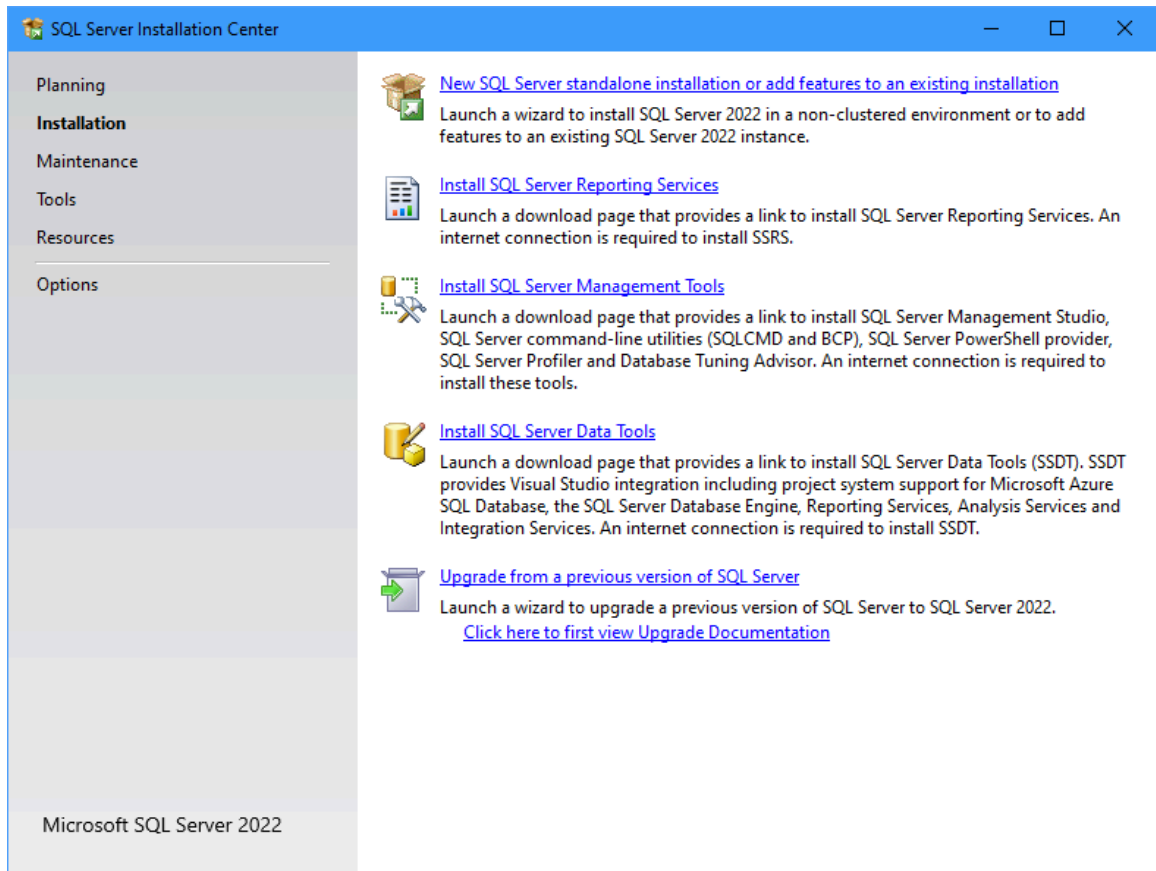 SQL Server Installation Center
Planning
Installation
Maintenance
Tools
Resources
Options
Microsoft SQL Server 2022
New SQL Server standalone installation or add features to an existing installation
Launch a wizard to install SQL Server 2022 in a non-clustered environment or to add
features to an existing SQL Server 2022 instance.
Install SQL Server Reporting Services
Launch a download page that provides a link to install SQL Server Reporting Services. An
internet connection is required to install SSRS.
Install SQL Server Management Tools
Launch a download page that provides a link to install SQL Server Management Studio,
SQL Server command-line utilities (SQLCMD and BCP), SQL Server PowerShell provider,
SQL Server Profiler and Database Tuning Advisor. An internet connection is required to
install these tools.
Install SQL Server Data Tools
Launch a download page that provides a link to install SQL Server Data Tools (SSDT). SSDT
provides Visual Studio integration including project system support for Microsoft Azure
SQL Database, the SQL Server Database Engine, Reporting Services, Analysis Services and
Integration Services. An internet connection is required to install SSDT.
Upgrade from a previous version of SQL Server
Launch a wizard to upgrade a previous version of SQL Server to SQL Server 2022.
Click here to first view Upgrade Documentation